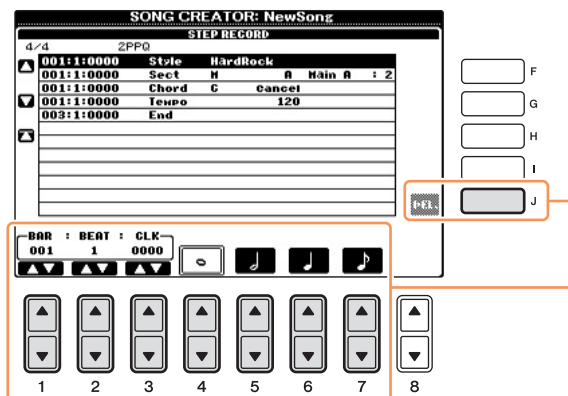 SONG CREATOR: NewSong
STEP RECORD
4/4 2PPQ
001:1:0000 Style HardRock
001:1:0000 Sect M A Main A : 2
001:1:0000 Chord C Cancel
001:1:0000 Tempo 120
003:1:0000 End
F
G
H
I
DEL. J
BAR : BEAT : CLK
001 1 0000
1 2 3 4 5 6 7 8